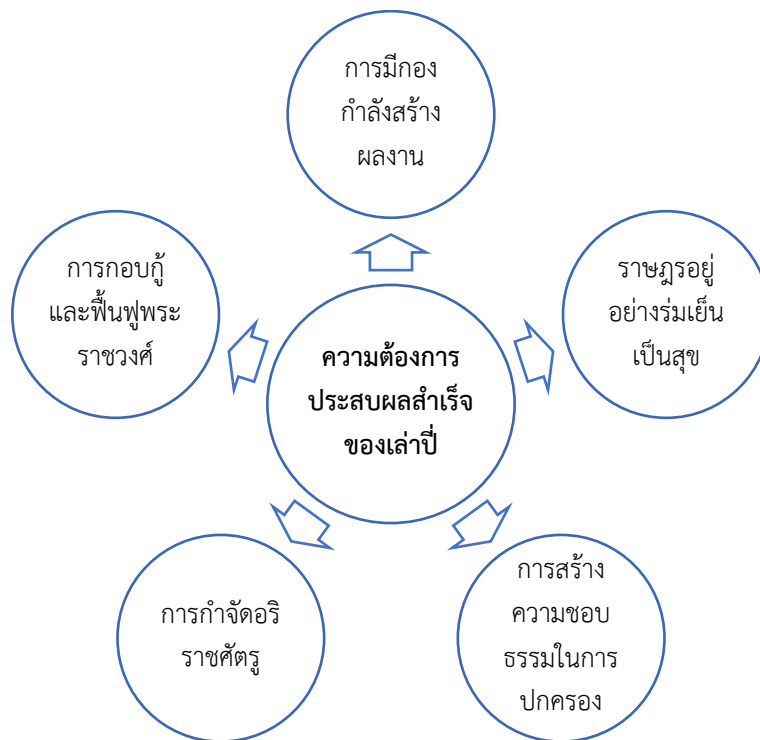 การมีกอง
กำลังสร้าง
ผลงาน
ราษฎรอยู่
อย่างร่มเย็น
เป็นสุข
การสร้าง
ความชอบ
ธรรมในการ
ปกครอง
การกำจัดอริ
ราชศัตรู
การกอบกู้
และฟื้นฟูพระ
ราชวงศ์
ความต้องการ
ประสบผลสำเร็จ
ของเล่าปี่